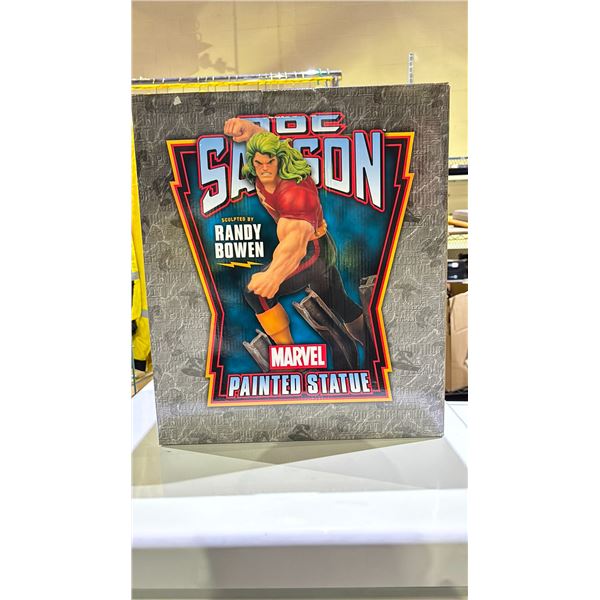 DOC
SAMSON
SCULPTED BY
RANDY
BOWEN
MARVEL
PAINTED STATUE